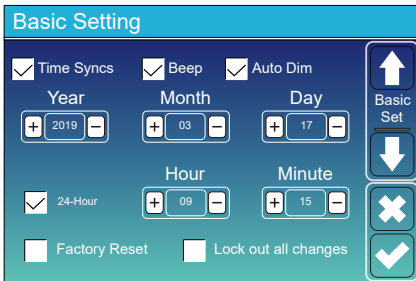 Basic Setting
Time Syncs Beep Auto Dim
Year Month Day
+ 2019 − + 03 − + 17 −
Basic
Set
Hour Minute
24-Hour + 09 − + 15 −
Factory Reset Lock out all changes